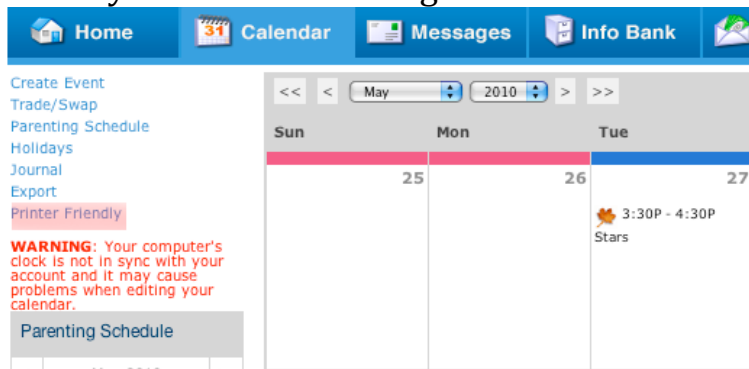 Home 31 Calendar Messages Info Bank
Create Event
Trade/Swap
Parenting Schedule
Holidays
Journal
Export
Printer Friendly
WARNING: Your computer's
clock is not in sync with your
account and it may cause
problems when editing your
calendar.
Parenting Schedule
<< < May 2010 > >>
Sun Mon Tue
25 26 27
3:30P - 4:30P
Stars